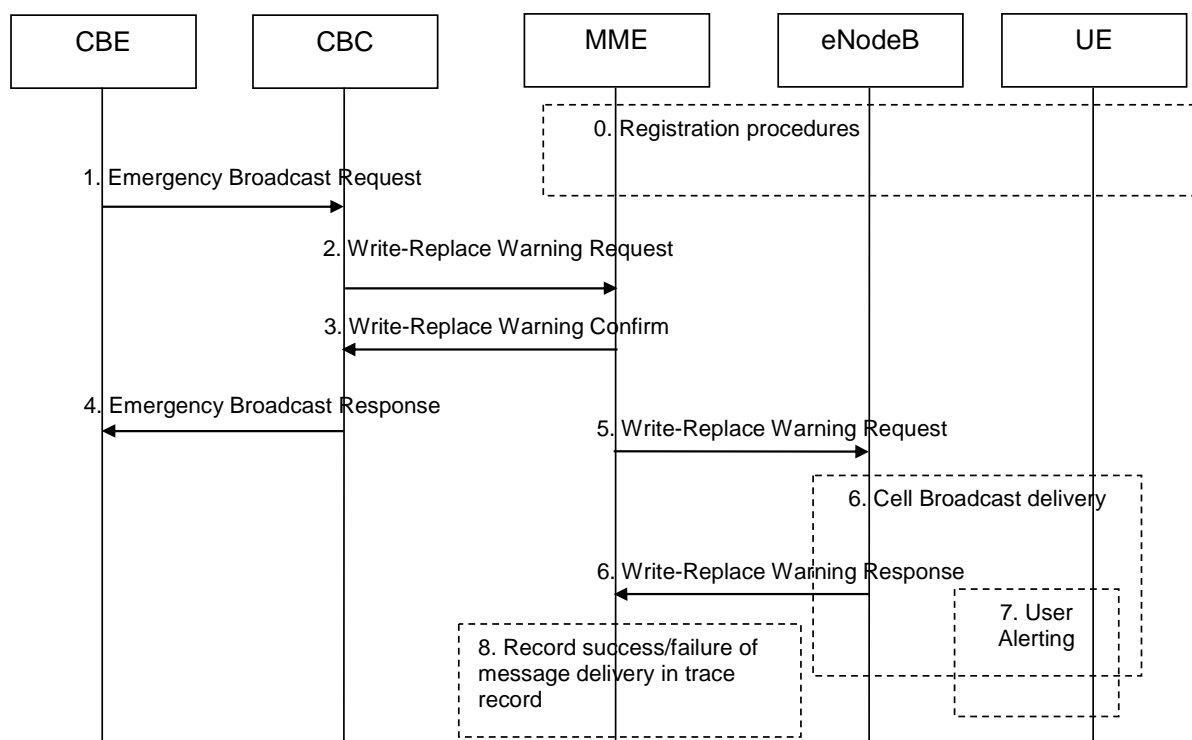 CBE
CBC
MME
eNodeB
UE
0. Registration procedures
1. Emergency Broadcast Request
2. Write-Replace Warning Request
3. Write-Replace Warning Confirm
4. Emergency Broadcast Response
5. Write-Replace Warning Request
6. Cell Broadcast delivery
6. Write-Replace Warning Response
7. User
Alerting
8. Record success/failure of
message delivery in trace
record